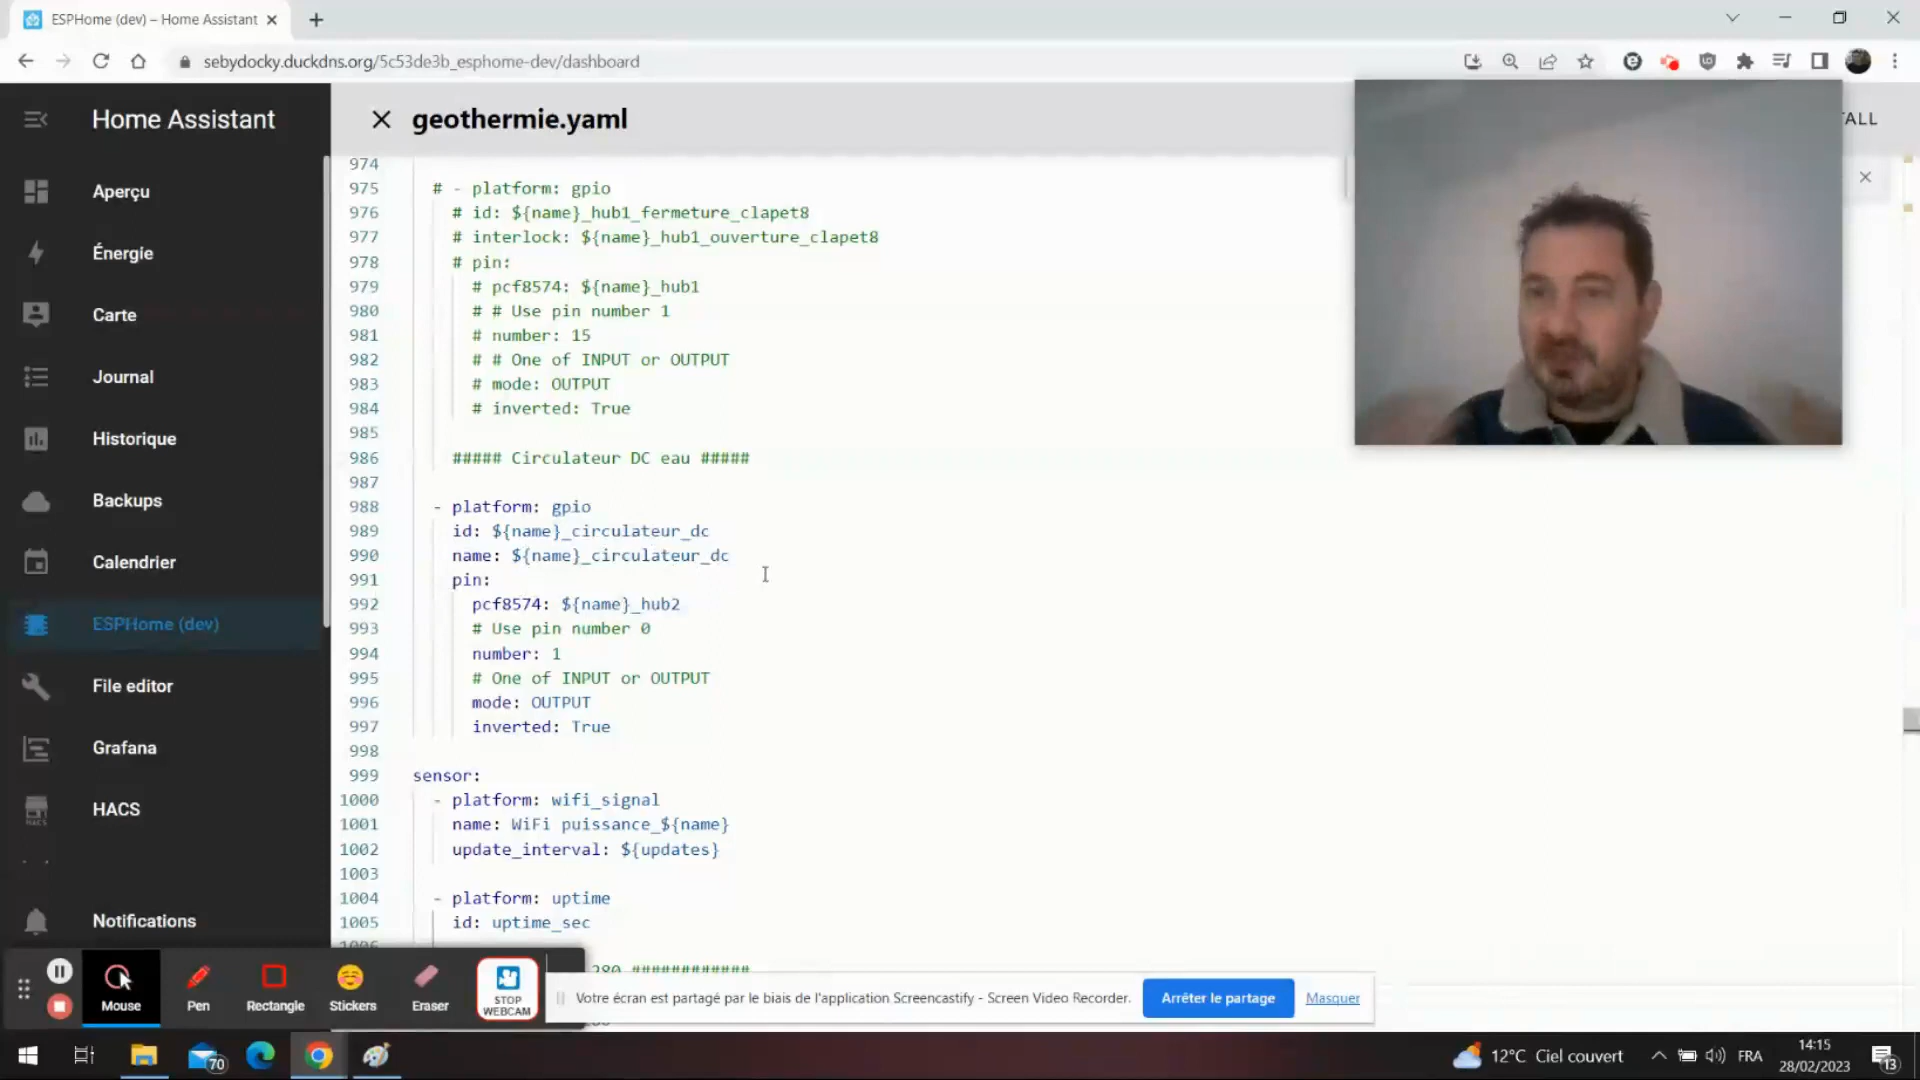 ESPHome (dev) – Home Assistant
sebydocky.duckdns.org/5c53de3b_esphome-dev/dashboard
Home Assistant
geothermie.yaml
TALL
Aperçu
Énergie
Carte
Journal
Historique
Backups
Calendrier
ESPHome (dev)
File editor
Grafana
HACS
Notifications
974
975 # - platform: gpio
976 # id: ${name}_hub1_fermeture_clapet8
977 # interlock: ${name}_hub1_ouverture_clapet8
978 # pin:
979 # pcf8574: ${name}_hub1
980 # # Use pin number 1
981 # number: 15
982 # # One of INPUT or OUTPUT
983 # mode: OUTPUT
984 # inverted: True
985
986 ##### Circulateur DC eau #####
987
988 - platform: gpio
989 id: ${name}_circulateur_dc
990 name: ${name}_circulateur_dc
991 pin:
992 pcf8574: ${name}_hub2
993 # Use pin number 0
994 number: 1
995 # One of INPUT or OUTPUT
996 mode: OUTPUT
997 inverted: True
998
999 sensor:
1000 - platform: wifi_signal
1001 name: WiFi puissance_${name}
1002 update_interval: ${updates}
1003
1004 - platform: uptime
1005 id: uptime_sec
1006
280 ############
Mouse
Pen
Rectangle
Stickers
Eraser
STOP
WEBCAM
Votre écran est partagé par le biais de l'application Screencastify - Screen Video Recorder.
Arrêter le partage
Masquer
70
12°C Ciel couvert
FRA
14:15
28/02/2023
13